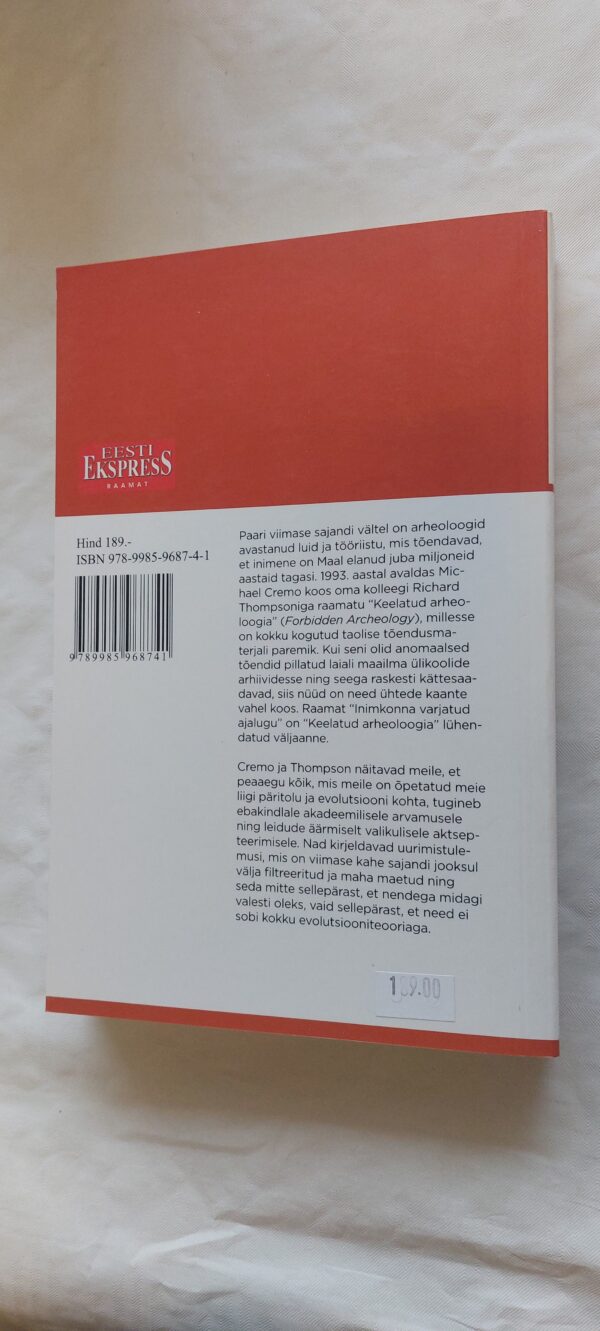 EESTI
EKSPRESS
RAAMAT
Hind 189.-
ISBN 978-9985-9687-4-1
9 789985 968741
Paari viimase sajandi vältel on arheoloogid
avastanud luid ja tööriistu, mis tõendavad,
et inimene on Maal elanud juba miljoneid
aastaid tagasi. 1993. aastal avaldas Mic-
hael Cremo koos oma kolleegi Richard
Thompsoniga raamatu “Keelatud arheo-
loogia” (Forbidden Archeology), millesse
on kokku kogutud taolise tõendusma-
terjali paremik. Kui seni olid anomaalsed
tõendid pillatud laiali maailma ülikoolide
arhiividesse ning seega raskesti kättesaa-
davad, siis nüüd on need ühtede kaante
vahel koos. Raamat “Inimkonna varjatud
ajalugu” on “Keelatud arheoloogia” lühen-
datud väljaanne.
Cremo ja Thompson näitavad meile, et
peaaegu kõik, mis meile on õpetatud meie
liigi päritolu ja evolutsiooni kohta, tugineb
ebakindlale akadeemilisele arvamusele
ning leidude äärmiselt valikulisele aktsep-
teerimisele. Nad kirjeldavad uurimistule-
musi, mis on viimase kahe sajandi jooksul
välja filtreeritud ja maha maetud ning
seda mitte sellepärast, et nendega midagi
valesti oleks, vaid sellepärast, et need ei
sobi kokku evolutsiooniteooriaga.
189.00